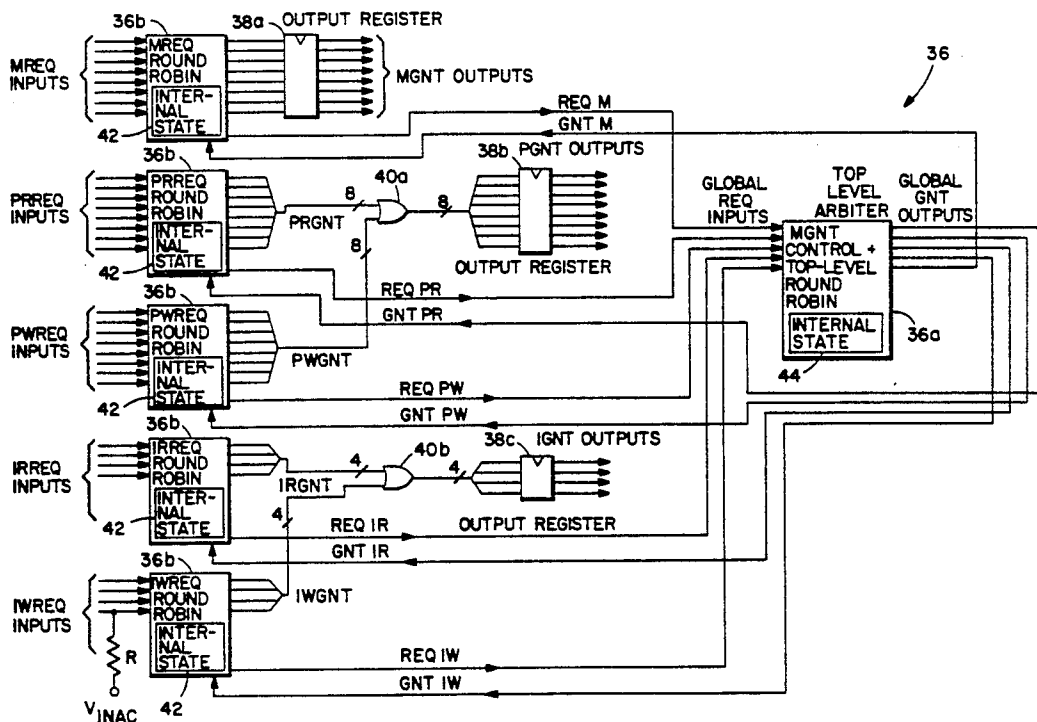 36b
38a
OUTPUT REGISTER
36
MREQ
INPUTS
MREQ
ROUND
ROBIN
INTER-
NAL
STATE
42
MGNT OUTPUTS
REQ M
GNT M
36b
PRREQ
INPUTS
PRREQ
ROUND
ROBIN
INTER-
NAL
STATE
42
PRGNT
8
8
40a
8
38b
PGNT OUTPUTS
OUTPUT REGISTER
REQ PR
GNT PR
GLOBAL
REQ
INPUTS
TOP
LEVEL
ARBITER
GLOBAL
GNT
OUTPUTS
MGNT
CONTROL +
TOP-LEVEL
ROUND
ROBIN
INTERNAL
STATE
44
36a
36b
PWREQ
INPUTS
PWREQ
ROUND
ROBIN
INTER-
NAL
STATE
42
PWGNT
REQ PW
GNT PW
36b
IRREQ
INPUTS
IRREQ
ROUND
ROBIN
INTER-
NAL
STATE
42
IRGNT
4
4
40b
4
38c
IGNT OUTPUTS
OUTPUT REGISTER
REQ IR
GNT IR
36b
IWREQ
INPUTS
IWREQ
ROUND
ROBIN
INTER-
NAL
STATE
42
IWGNT
R
VINAC
REQ IW
GNT IW